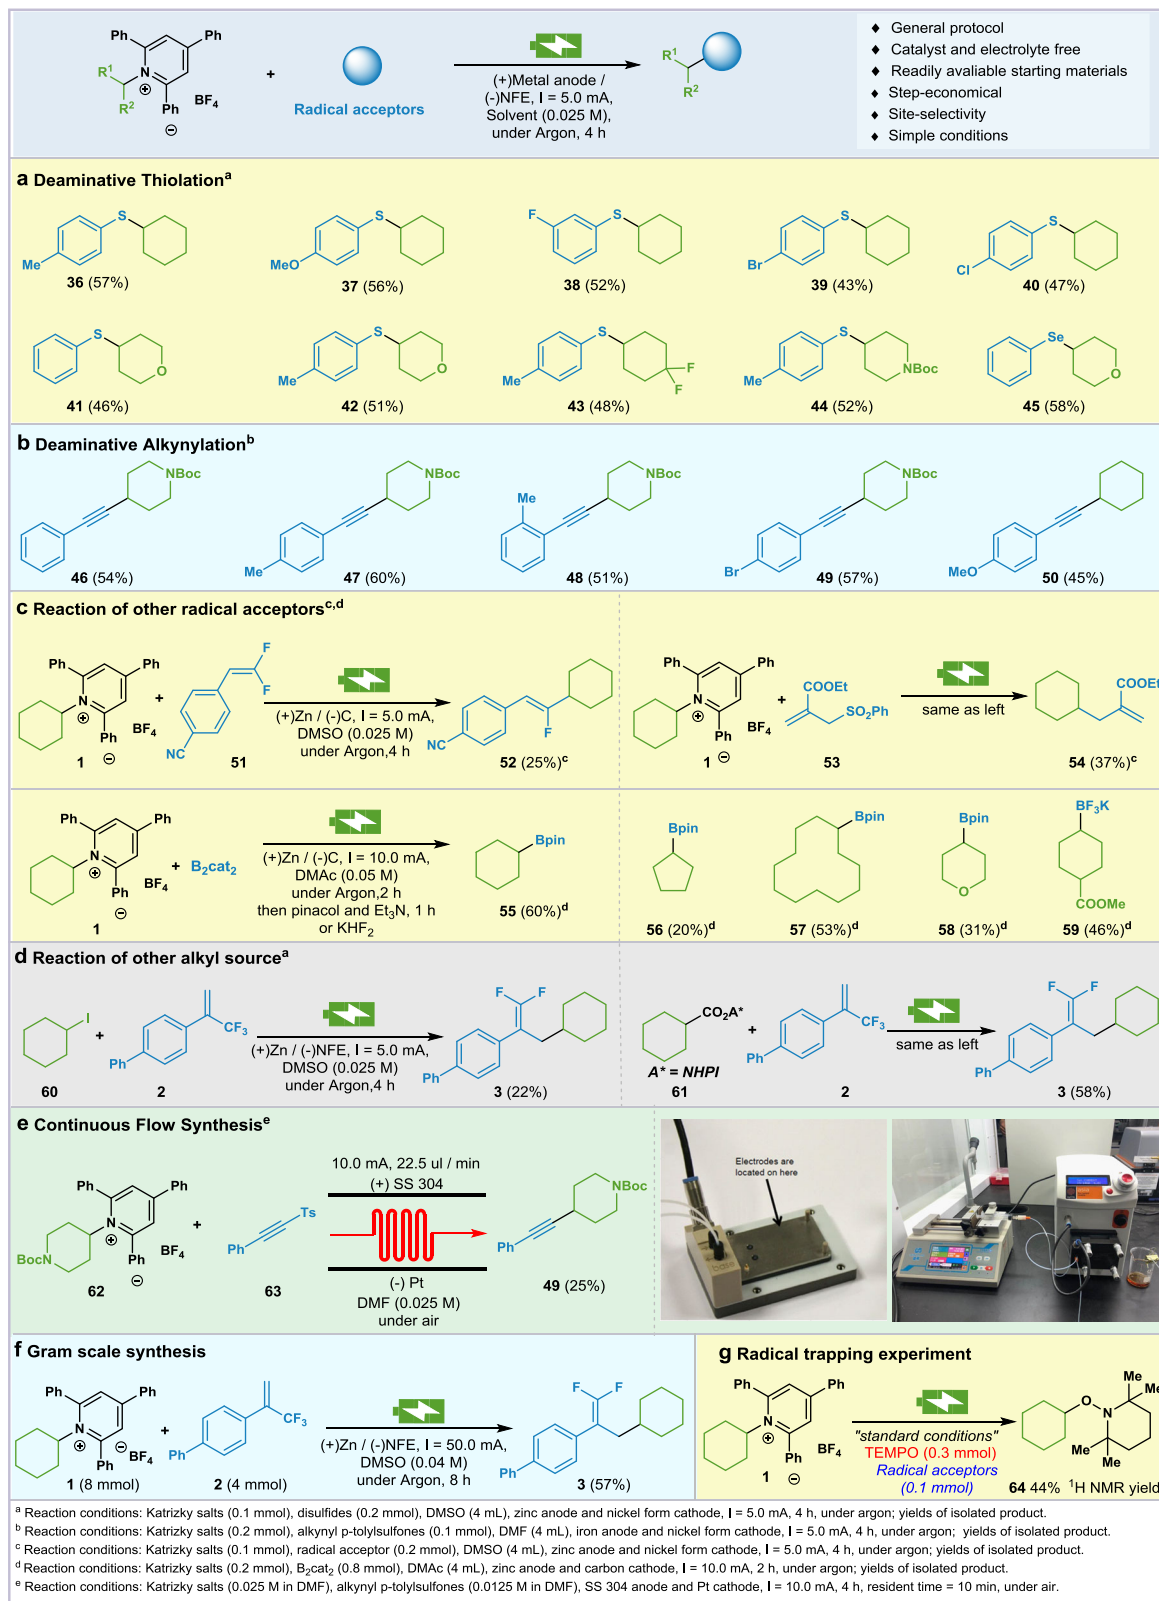 Ph
Ph
R1
N
+
R2
Ph
BF4
−
+
Radical acceptors
(+)Metal anode /
(-)NFE, I = 5.0 mA,
Solvent (0.025 M),
under Argon, 4 h
R1
R2
♦ General protocol
♦ Catalyst and electrolyte free
♦ Readily avaliable starting materials
♦ Step-economical
♦ Site-selectivity
♦ Simple conditions
a Deaminative Thiolationa
S
Me
36 (57%)
S
MeO
37 (56%)
F
S
38 (52%)
S
Br
39 (43%)
S
Cl
40 (47%)
S
O
41 (46%)
S
Me
O
42 (51%)
S
Me
F
F
43 (48%)
S
Me
NBoc
44 (52%)
Se
O
45 (58%)
b Deaminative Alkynylationb
NBoc
46 (54%)
NBoc
Me
47 (60%)
NBoc
Me
48 (51%)
NBoc
Br
49 (57%)
MeO
50 (45%)
c Reaction of other radical acceptorsc,d
Ph
Ph
N
+
Ph
BF4
1 −
+
F
F
NC
51
(+)Zn / (-)C, I = 5.0 mA,
DMSO (0.025 M)
under Argon,4 h
F
NC
52 (25%)c
Ph
Ph
N
+
Ph
BF4
1 −
+
COOEt
SO2Ph
53
same as left
COOEt
54 (37%)c
Ph
Ph
N
+
Ph
BF4
1 −
+ B2cat2
(+)Zn / (-)C, I = 10.0 mA,
DMAc (0.05 M)
under Argon,2 h
then pinacol and Et3N, 1 h
or KHF2
Bpin
55 (60%)d
Bpin
56 (20%)d
Bpin
57 (53%)d
Bpin
O
58 (31%)d
BF3K
COOMe
59 (46%)d
d Reaction of other alkyl sourcea
I
60
+
CF3
Ph
2
(+)Zn / (-)NFE, I = 5.0 mA,
DMSO (0.025 M)
under Argon,4 h
F F
Ph
3 (22%)
CO2A*
A* = NHPI
61
+
CF3
Ph
2
same as left
F F
Ph
3 (58%)
e Continuous Flow Synthesise
Ph
Ph
N
+
Ph
BF4
BocN
−
62
+
Ts
Ph
63
10.0 mA, 22.5 ul / min
(+) SS 304
(-) Pt
DMF (0.025 M)
under air
NBoc
Ph
49 (25%)
Electrodes are
located on here
base
f Gram scale synthesis
Ph
Ph
N
+
Ph
−
BF4
1 (8 mmol)
+
CF3
Ph
2 (4 mmol)
(+)Zn / (-)NFE, I = 50.0 mA,
DMSO (0.04 M)
under Argon, 8 h
F F
Ph
3 (57%)
g Radical trapping experiment
Ph
Ph
N
+
Ph
BF4
1 −
"standard conditions"
TEMPO (0.3 mmol)
Radical acceptors
(0.1 mmol)
Me
Me
O
N
Me
Me
64 44% 1H NMR yield
a Reaction conditions: Katrizky salts (0.1 mmol), disulfides (0.2 mmol), DMSO (4 mL), zinc anode and nickel form cathode, I = 5.0 mA, 4 h, under argon; yields of isolated product.
b Reaction conditions: Katrizky salts (0.2 mmol), alkynyl p-tolylsulfones (0.1 mmol), DMF (4 mL), iron anode and nickel form cathode, I = 5.0 mA, 4 h, under argon; yields of isolated product.
c Reaction conditions: Katrizky salts (0.1 mmol), radical acceptor (0.2 mmol), DMSO (4 mL), zinc anode and nickel form cathode, I = 5.0 mA, 4 h, under argon; yields of isolated product.
d Reaction conditions: Katrizky salts (0.2 mmol), B2cat2 (0.8 mmol), DMAc (4 mL), zinc anode and carbon cathode, I = 10.0 mA, 2 h, under argon; yields of isolated product.
e Reaction conditions: Katrizky salts (0.025 M in DMF), alkynyl p-tolylsulfones (0.0125 M in DMF), SS 304 anode and Pt cathode, I = 10.0 mA, 4 h, resident time = 10 min, under air.